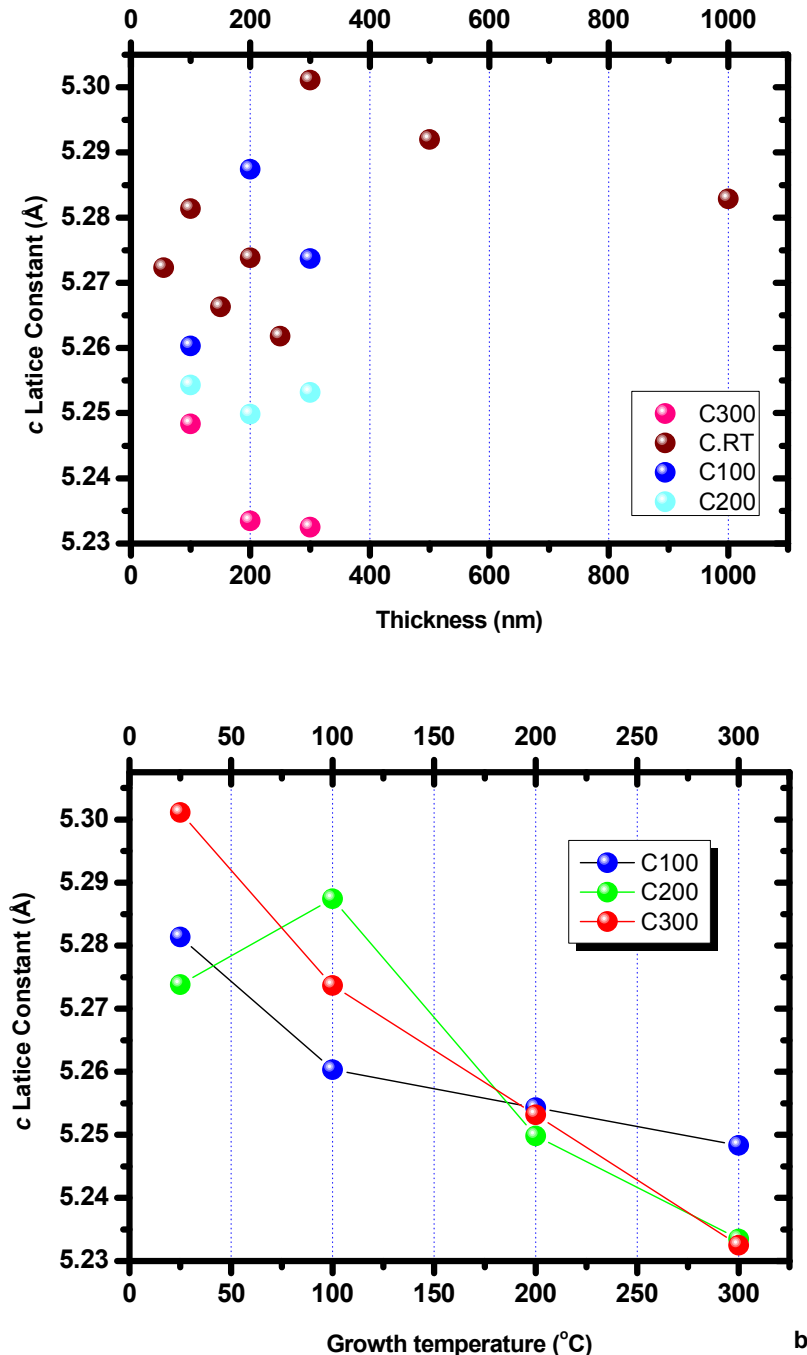 0 200 400 600 800 1000
5.30
5.29
5.28
5.27
5.26
5.25
5.24
5.23
c Latice Constant (Å)
C300
C.RT
C100
C200
0 200 400 600 800 1000
Thickness (nm)
0 50 100 150 200 250 300
5.30
5.29
5.28
5.27
5.26
5.25
5.24
5.23
c Latice Constant (Å)
C100
C200
C300
0 50 100 150 200 250 300
Growth temperature (°C)
b